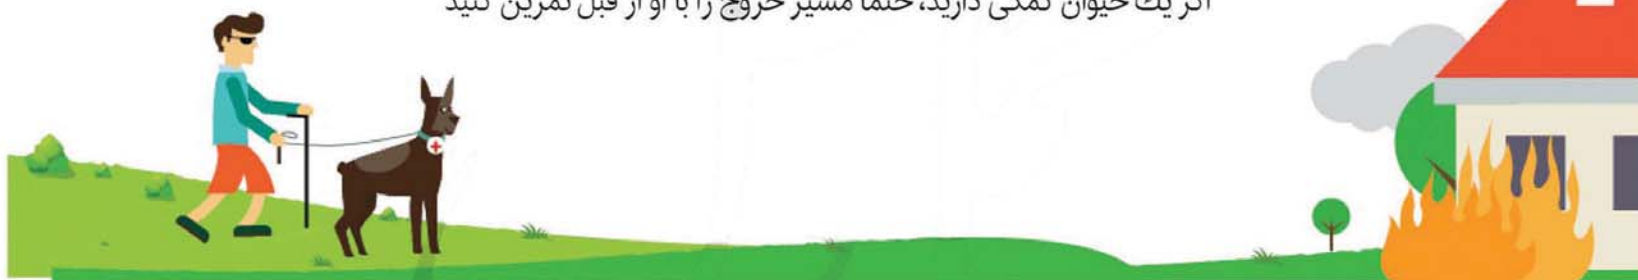 اگر یک حیوان کمکی دارید، حتما مسیر خروج را با او از قبل تمرین کنید